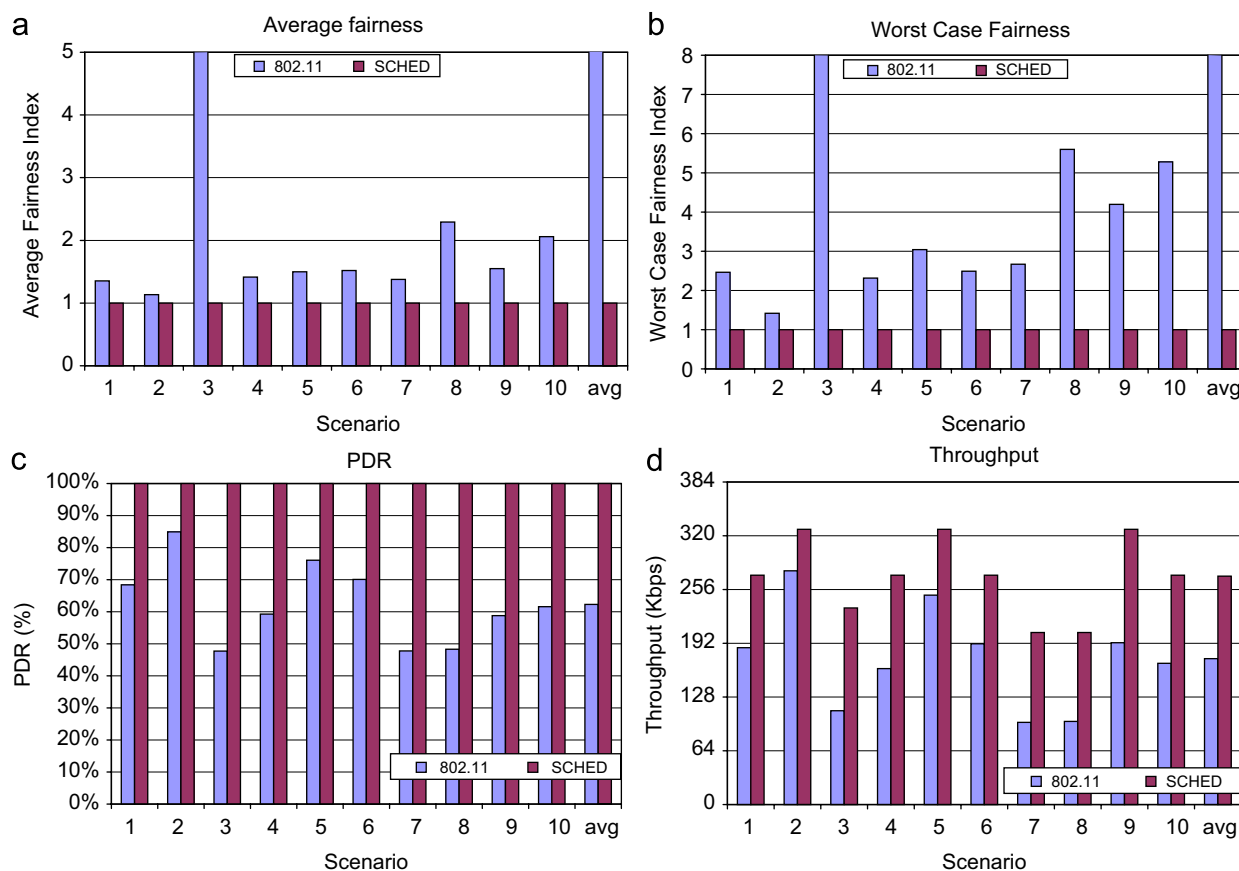 a
Average fairness
802.11 SCHED
Average Fairness Index
5
4
3
2
1
0
1 2 3 4 5 6 7 8 9 10 avg
Scenario
b
Worst Case Fairness
802.11 SCHED
Worst Case Fairness Index
8
7
6
5
4
3
2
1
0
1 2 3 4 5 6 7 8 9 10 avg
Scenario
c
PDR
PDR (%)
100%
90%
80%
70%
60%
50%
40%
30%
20%
10%
0%
802.11 SCHED
1 2 3 4 5 6 7 8 9 10 avg
Scenario
d
Throughput
Throughput (Kbps)
384
320
256
192
128
64
0
802.11 SCHED
1 2 3 4 5 6 7 8 9 10 avg
Scenario